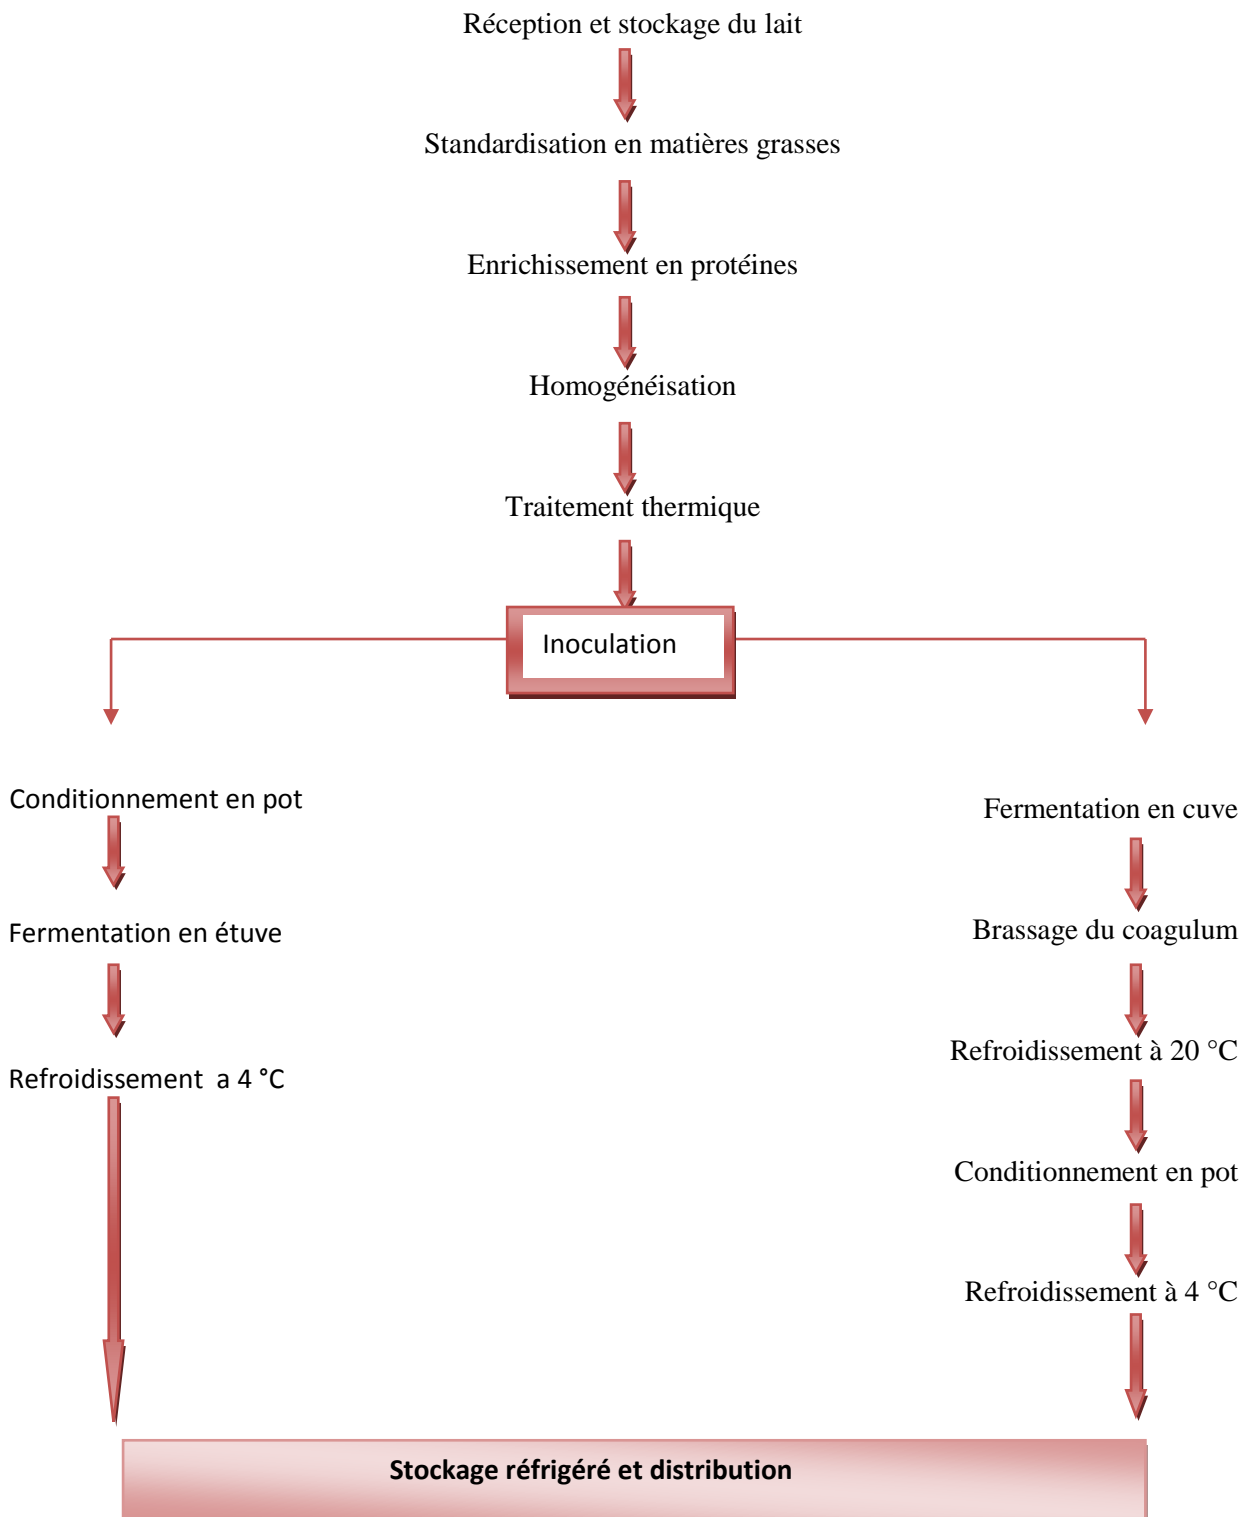 Réception et stockage du lait
Standardisation en matières grasses
Enrichissement en protéines
Homogénéisation
Traitement thermique
Inoculation
Conditionnement en pot
Fermentation en étuve
Refroidissement a 4 °C
Fermentation en cuve
Brassage du coagulum
Refroidissement à 20 °C
Conditionnement en pot
Refroidissement à 4 °C
Stockage réfrigéré et distribution